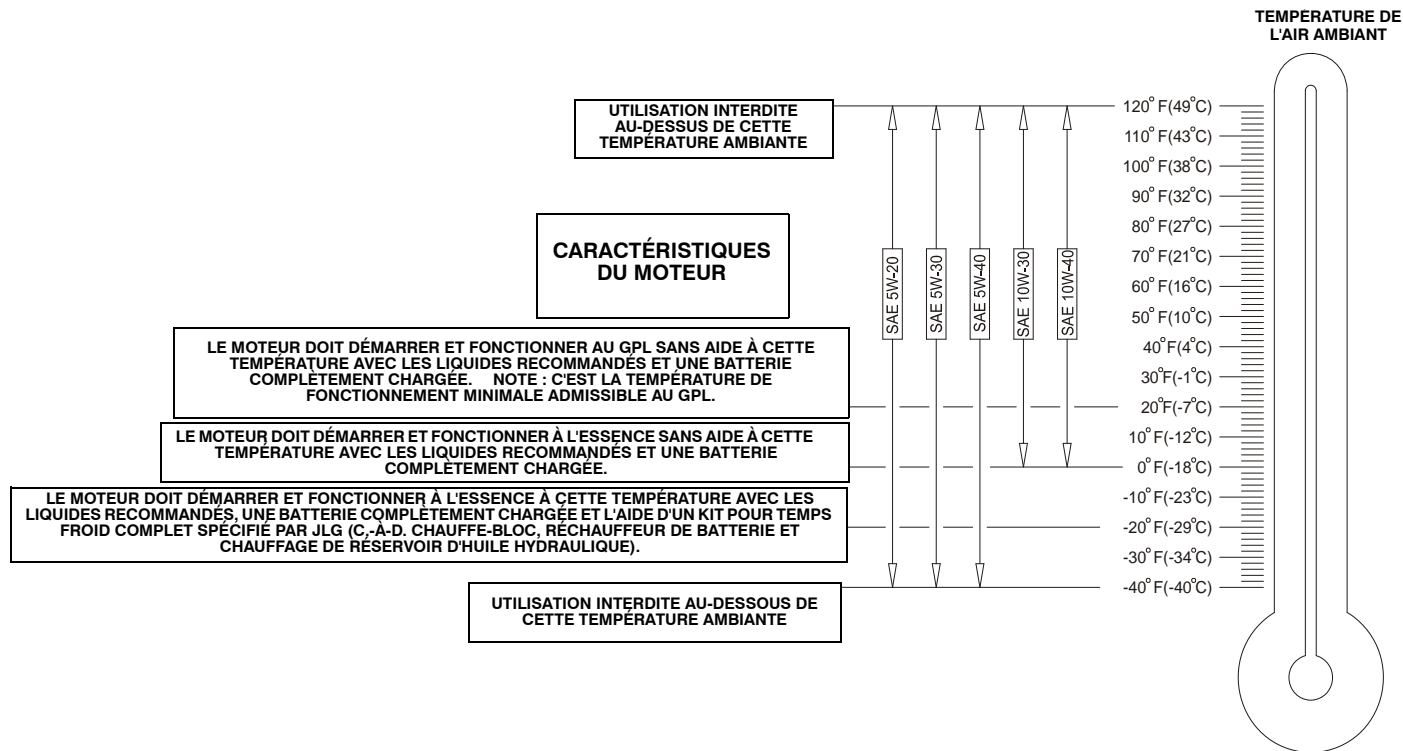 TEMPÉRATURE DE
L'AIR AMBIANT
UTILISATION INTERDITE
AU-DESSUS DE CETTE
TEMPÉRATURE AMBIANTE
CARACTÉRISTIQUES
DU MOTEUR
LE MOTEUR DOIT DÉMARRER ET FONCTIONNER AU GPL SANS AIDE À CETTE
TEMPÉRATURE AVEC LES LIQUIDES RECOMMANDÉS ET UNE BATTERIE
COMPLÈTEMENT CHARGÉE. NOTE : C'EST LA TEMPÉRATURE DE
FONCTIONNEMENT MINIMALE ADMISSIBLE AU GPL.
LE MOTEUR DOIT DÉMARRER ET FONCTIONNER À L'ESSENCE SANS AIDE À CETTE
TEMPÉRATURE AVEC LES LIQUIDES RECOMMANDÉS ET UNE BATTERIE
COMPLÈTEMENT CHARGÉE.
LE MOTEUR DOIT DÉMARRER ET FONCTIONNER À L'ESSENCE À CETTE TEMPÉRATURE AVEC LES
LIQUIDES RECOMMANDÉS, UNE BATTERIE COMPLÈTEMENT CHARGÉE ET L'AIDE D'UN KIT POUR TEMPS
FROID COMPLET SPÉCIFIÉ PAR JLG (C.-À-D. CHAUFFE-BLOC, RÉCHAUFFEUR DE BATTERIE ET
CHAUFFAGE DE RÉSERVOIR D'HUILE HYDRAULIQUE).
UTILISATION INTERDITE AU-DESSOUS DE
CETTE TEMPÉRATURE AMBIANTE
SAE 5W-20
SAE 5W-30
SAE 5W-40
SAE 10W-30
SAE 10W-40
120° F(49°C)
110° F(43°C)
100° F(38°C)
90° F(32°C)
80° F(27°C)
70° F(21°C)
60° F(16°C)
50° F(10°C)
40°F(4°C)
30°F(-1°C)
20°F(-7°C)
10° F(-12°C)
0° F(-18°C)
-10° F(-23°C)
-20° F(-29°C)
-30° F(-34°C)
-40° F(-40°C)